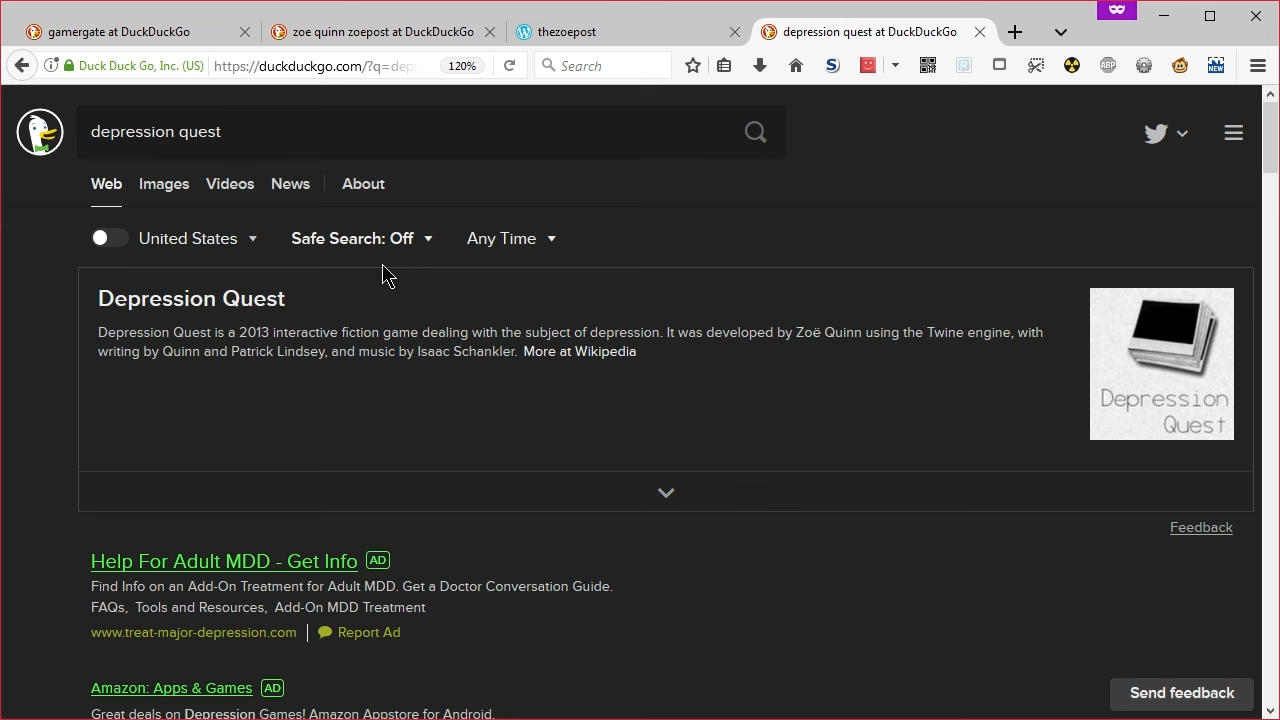 gamergate at DuckDuckGo
zoe quinn zoepost at DuckDuckGo
thezoepost
depression quest at DuckDuckGo
Duck Duck Go, Inc. (US)
https://duckduckgo.com/?q=dep
120%
Search
S
ABP
NEW
depression quest
Web
Images
Videos
News
About
United States
Safe Search: Off
Any Time
Depression Quest
Depression Quest is a 2013 interactive fiction game dealing with the subject of depression. It was developed by Zoë Quinn using the Twine engine, with
writing by Quinn and Patrick Lindsey, and music by Isaac Schankler. More at Wikipedia
Depression
Quest
Feedback
Help For Adult MDD - Get Info AD
Find Info on an Add-On Treatment for Adult MDD. Get a Doctor Conversation Guide.
FAQs, Tools and Resources, Add-On MDD Treatment
www.treat-major-depression.com
Report Ad
Amazon: Apps & Games AD
Great deals on Depression Games! Amazon Appstore for Android.
Send feedback